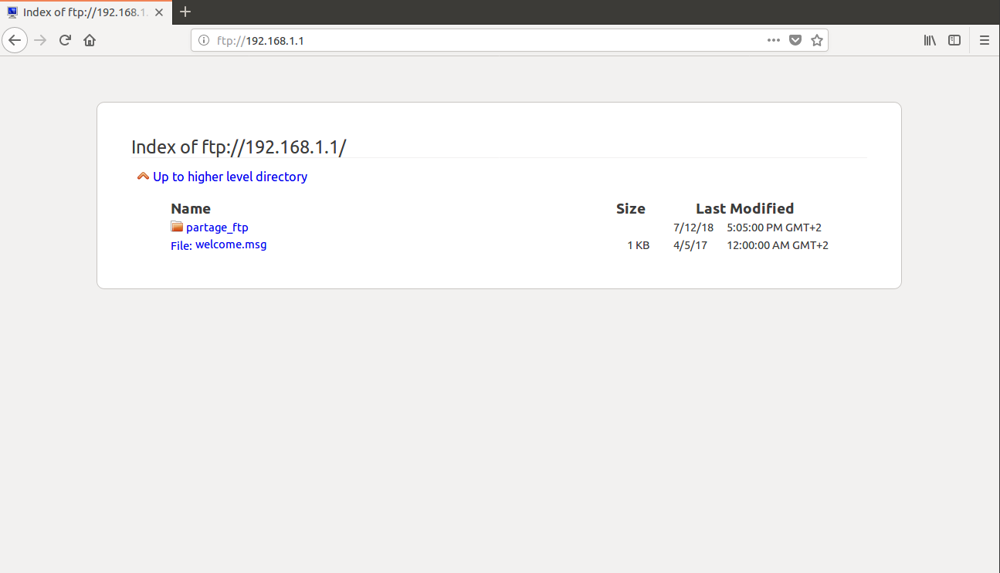 Index of ftp://192.168.1.
ftp://192.168.1.1
Index of ftp://192.168.1.1/
Up to higher level directory
Name Size Last Modified
partage_ftp 7/12/18 5:05:00 PM GMT+2
File: welcome.msg 1 KB 4/5/17 12:00:00 AM GMT+2